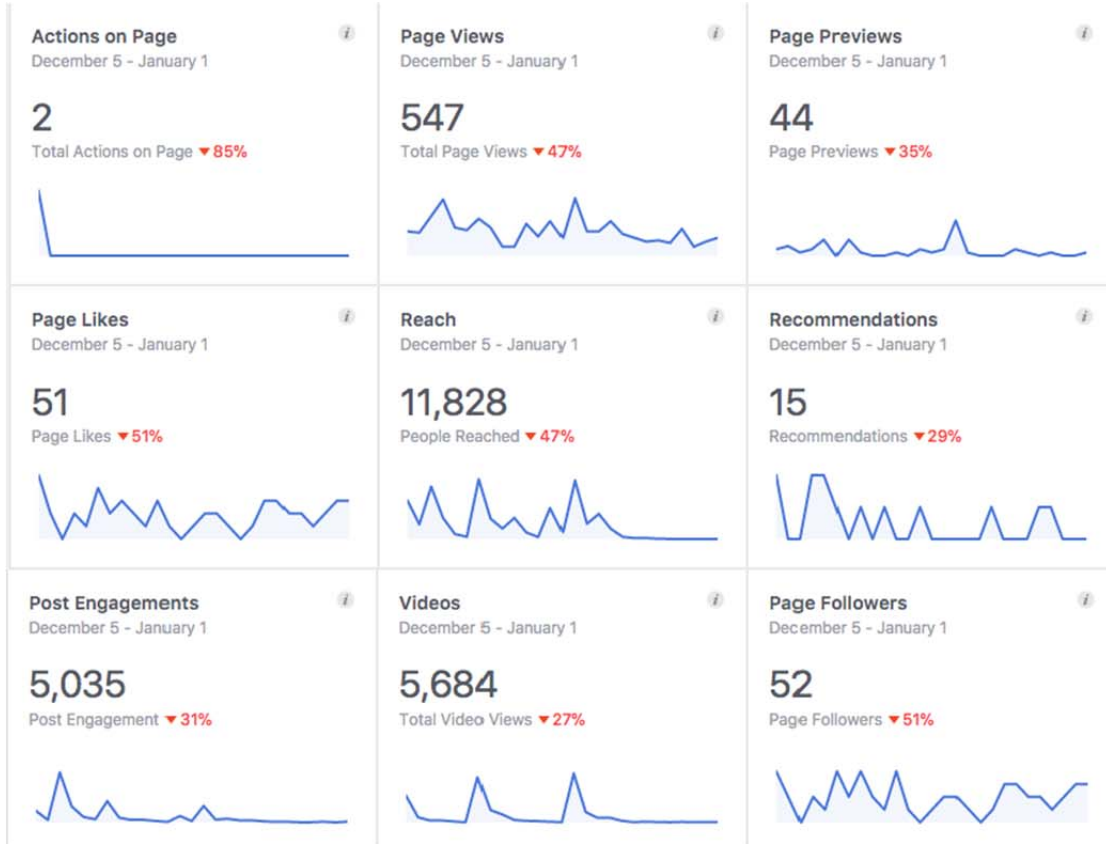 Actions on Page
December 5 - January 1
2
Total Actions on Page ▼85%
Page Views
December 5 - January 1
547
Total Page Views ▼47%
Page Previews
December 5 - January 1
44
Page Previews ▼35%
Page Likes
December 5 - January 1
51
Page Likes ▼51%
Reach
December 5 - January 1
11,828
People Reached ▼47%
Recommendations
December 5 - January 1
15
Recommendations ▼29%
Post Engagements
December 5 - January 1
5,035
Post Engagement ▼31%
Videos
December 5 - January 1
5,684
Total Video Views ▼27%
Page Followers
December 5 - January 1
52
Page Followers ▼51%